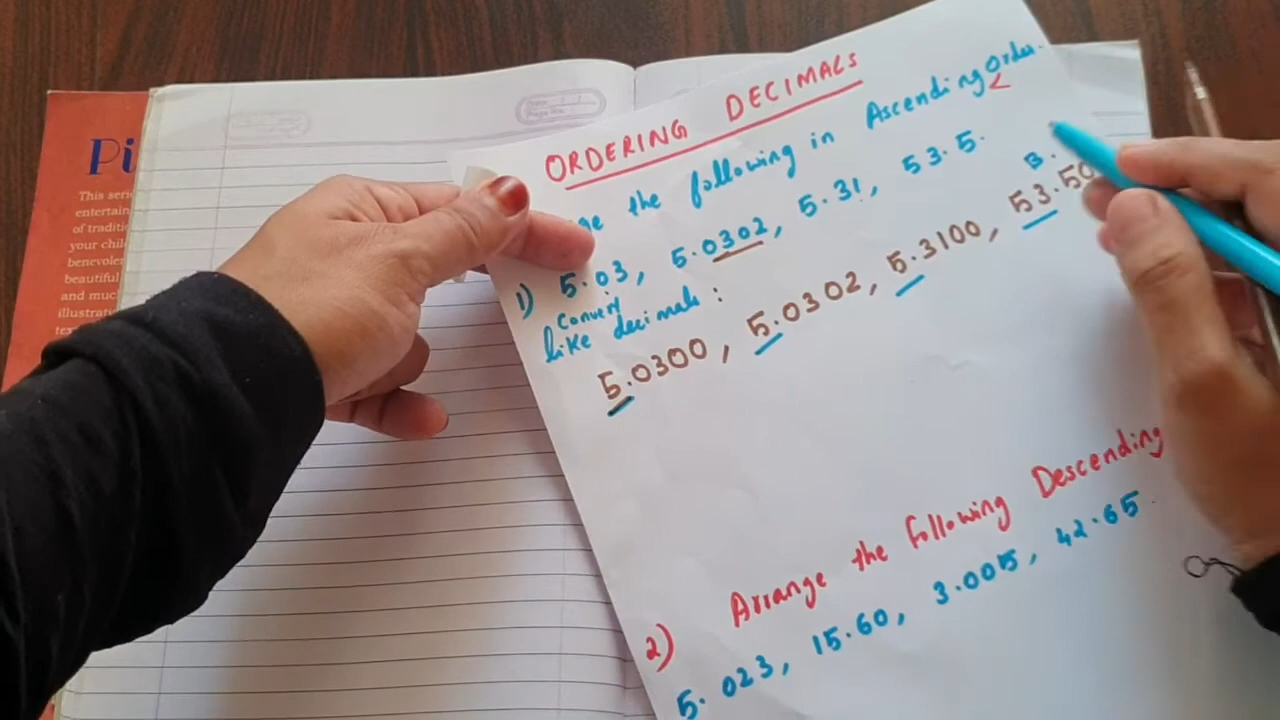 ORDERING DECIMALS
the following in Ascending Order.
<
1) 5.03, 5.0302, 5.31, 53.5.
Convert
like decimals:
B.
5.0300, 5.0302, 5.3100, 53.50
2) Arrange the following Descending
5.023, 15.60, 3.005, 42.65.
Pi
This seri
entertain
of traditi
your chil
benevole
beautiful
and muc
illustrati